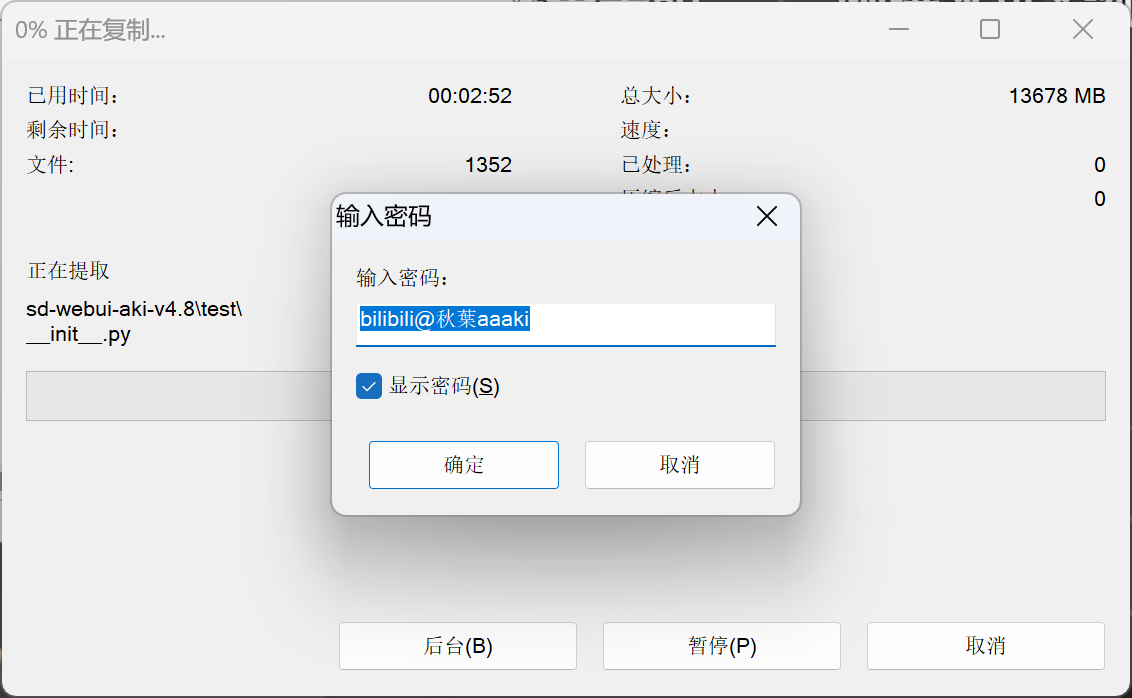 0% 正在复制...
已用时间： 00:02:52
总大小： 13678 MB
剩余时间：
速度：
文件: 1352
已处理： 0
0
正在提取
sd-webui-aki-v4.8\test\
__init__.py
输入密码
输入密码：
bilibili@秋葉aaaki
显示密码(S)
确定
取消
后台(B)
暂停(P)
取消